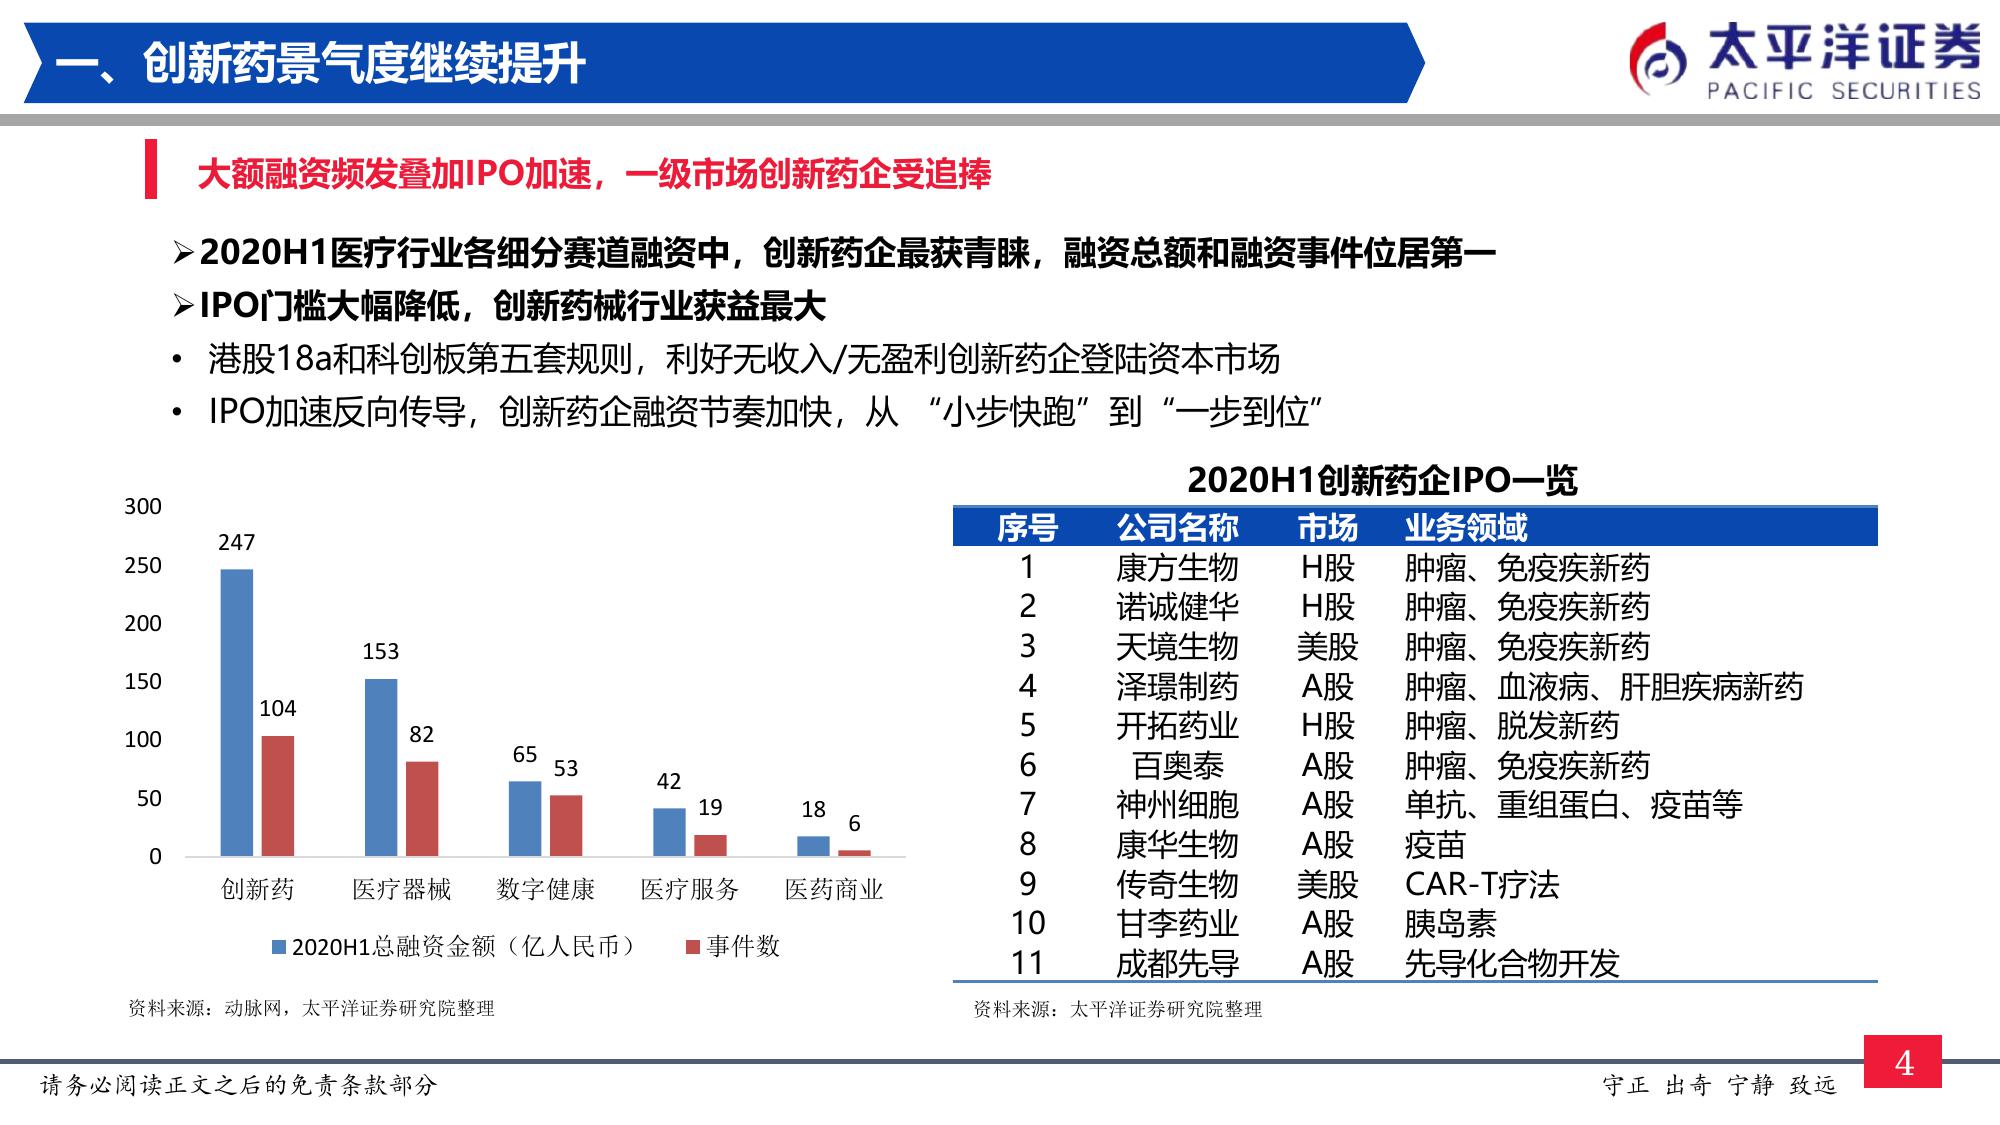 一、创新药景气度继续提升
太平洋证券
PACIFIC SECURITIES
大额融资频发叠加IPO加速，一级市场创新药企受追捧
➢2020H1医疗行业各细分赛道融资中，创新药企最获青睐，融资总额和融资事件位居第一
➢IPO门槛大幅降低，创新药械行业获益最大
• 港股18a和科创板第五套规则，利好无收入/无盈利创新药企登陆资本市场
• IPO加速反向传导，创新药企融资节奏加快，从 “小步快跑”到“一步到位”
300
250
200
150
100
50
0
247
104
153
82
65
53
42
19
18
6
创新药 医疗器械 数字健康 医疗服务 医药商业
2020H1总融资金额（亿人民币） 事件数
资料来源：动脉网，太平洋证券研究院整理
2020H1创新药企IPO一览
序号 公司名称 市场 业务领域
1 康方生物 H股 肿瘤、免疫疾新药
2 诺诚健华 H股 肿瘤、免疫疾新药
3 天境生物 美股 肿瘤、免疫疾新药
4 泽璟制药 A股 肿瘤、血液病、肝胆疾病新药
5 开拓药业 H股 肿瘤、脱发新药
6 百奥泰 A股 肿瘤、免疫疾新药
7 神州细胞 A股 单抗、重组蛋白、疫苗等
8 康华生物 A股 疫苗
9 传奇生物 美股 CAR-T疗法
10 甘李药业 A股 胰岛素
11 成都先导 A股 先导化合物开发
资料来源：太平洋证券研究院整理
请务必阅读正文之后的免责条款部分
守正 出奇 宁静 致远
4